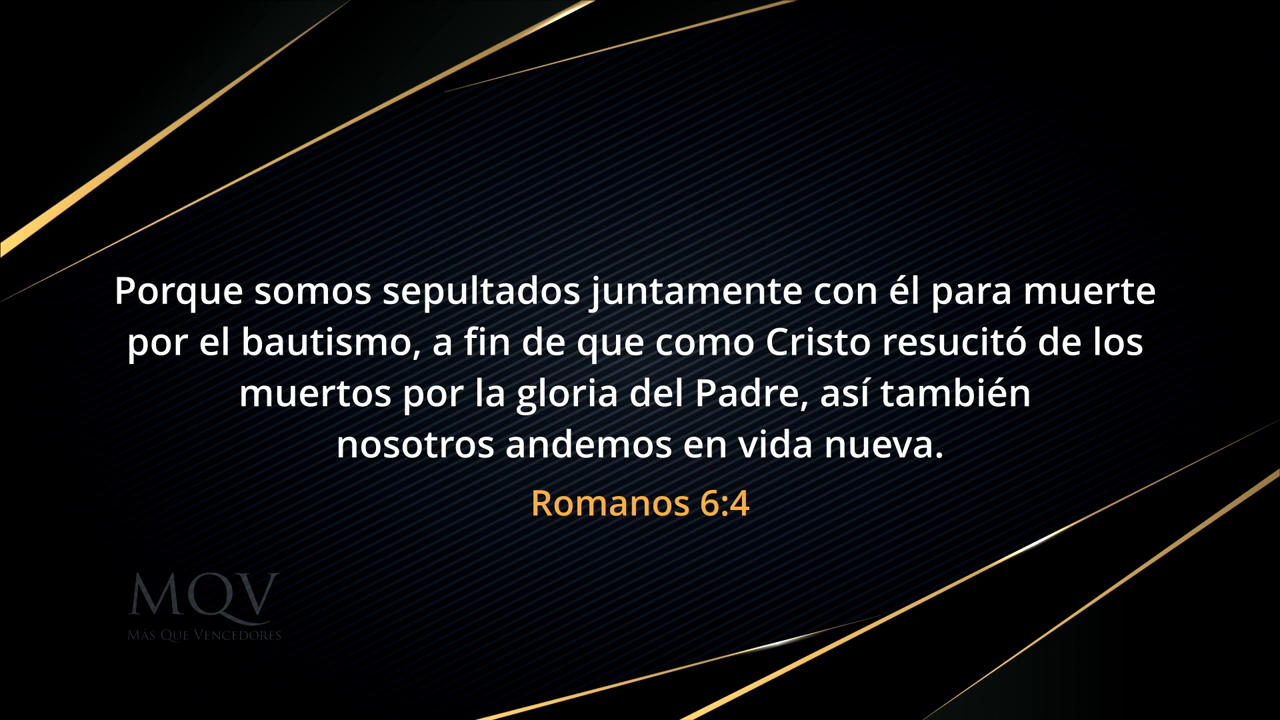 Porque somos sepultados juntamente con él para muerte
por el bautismo, a fin de que como Cristo resucitó de los
muertos por la gloria del Padre, así también
nosotros andemos en vida nueva.
Romanos 6:4
MQV
Más Que Vencedores